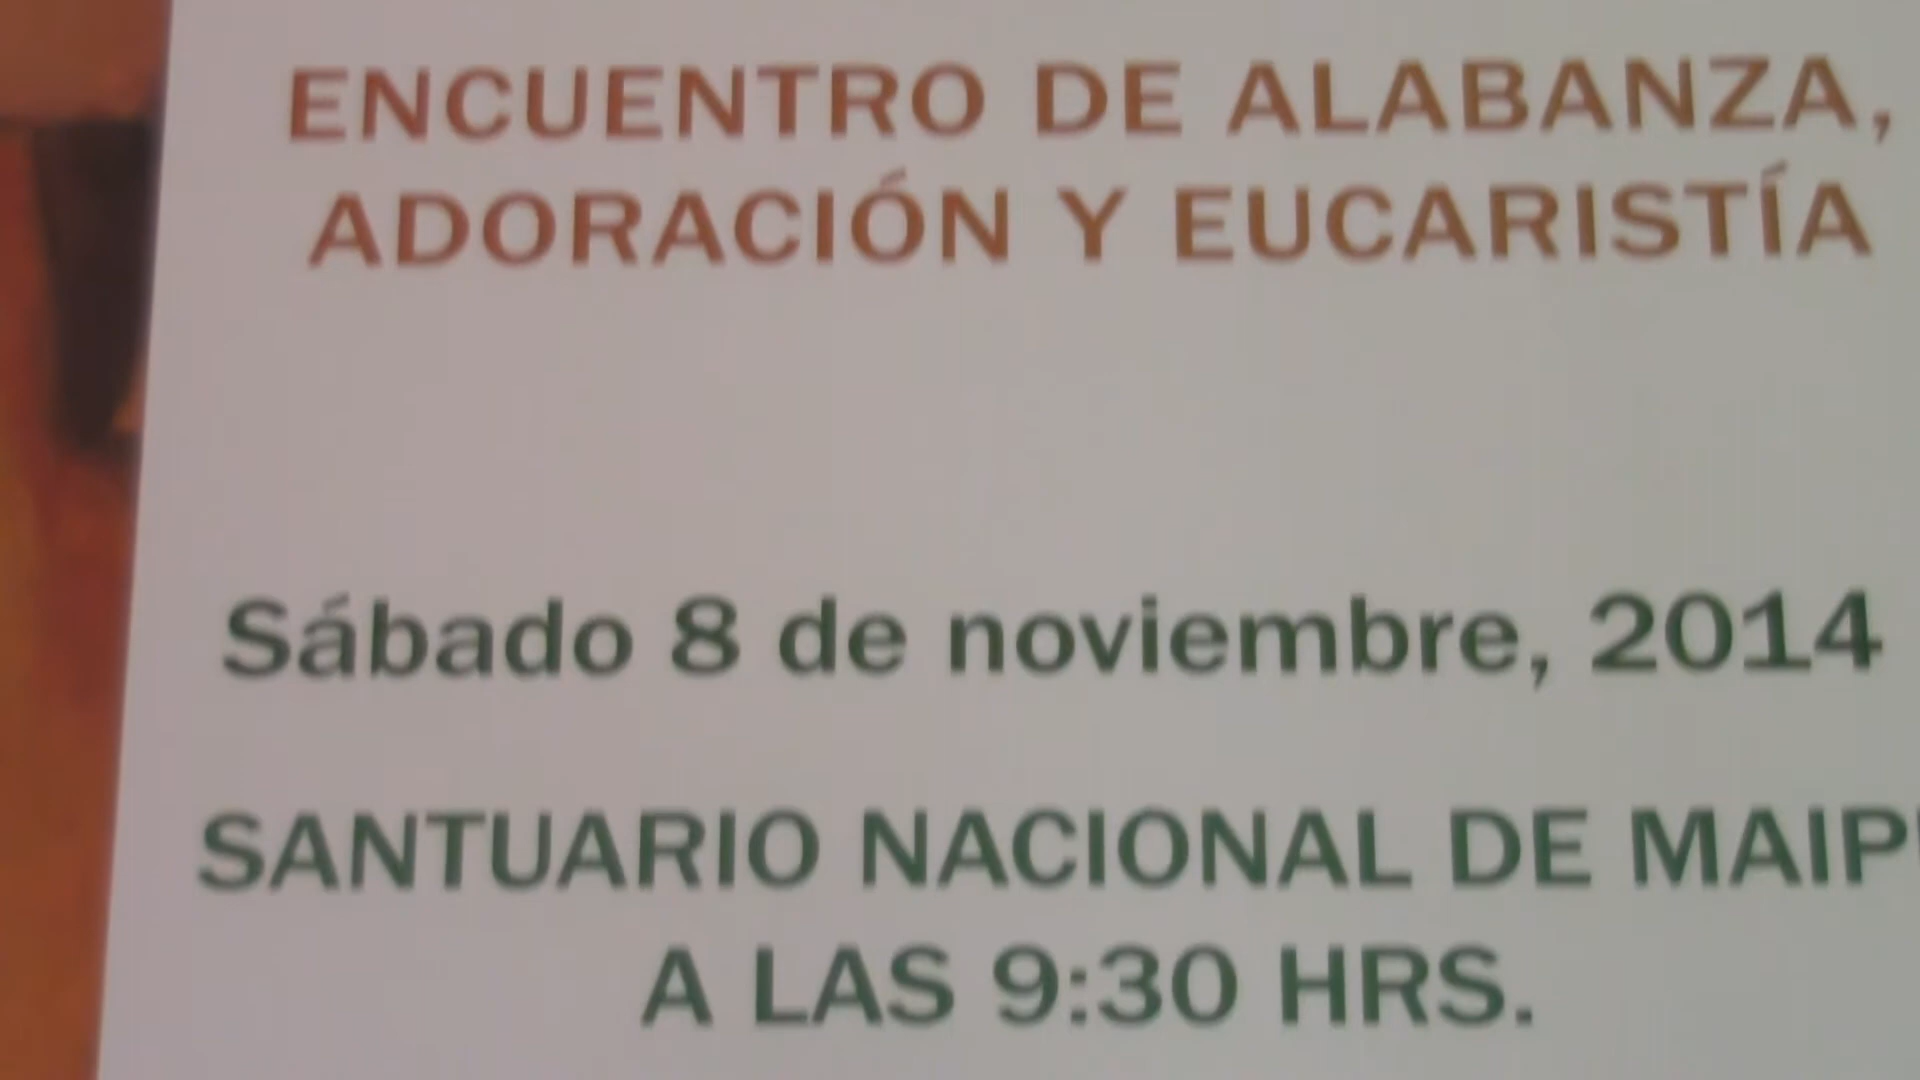 ENCUENTRO DE ALABANZA,
ADORACIÓN Y EUCARISTÍA
Sábado 8 de noviembre, 2014
SANTUARIO NACIONAL DE
A LAS 9:30 HRS.